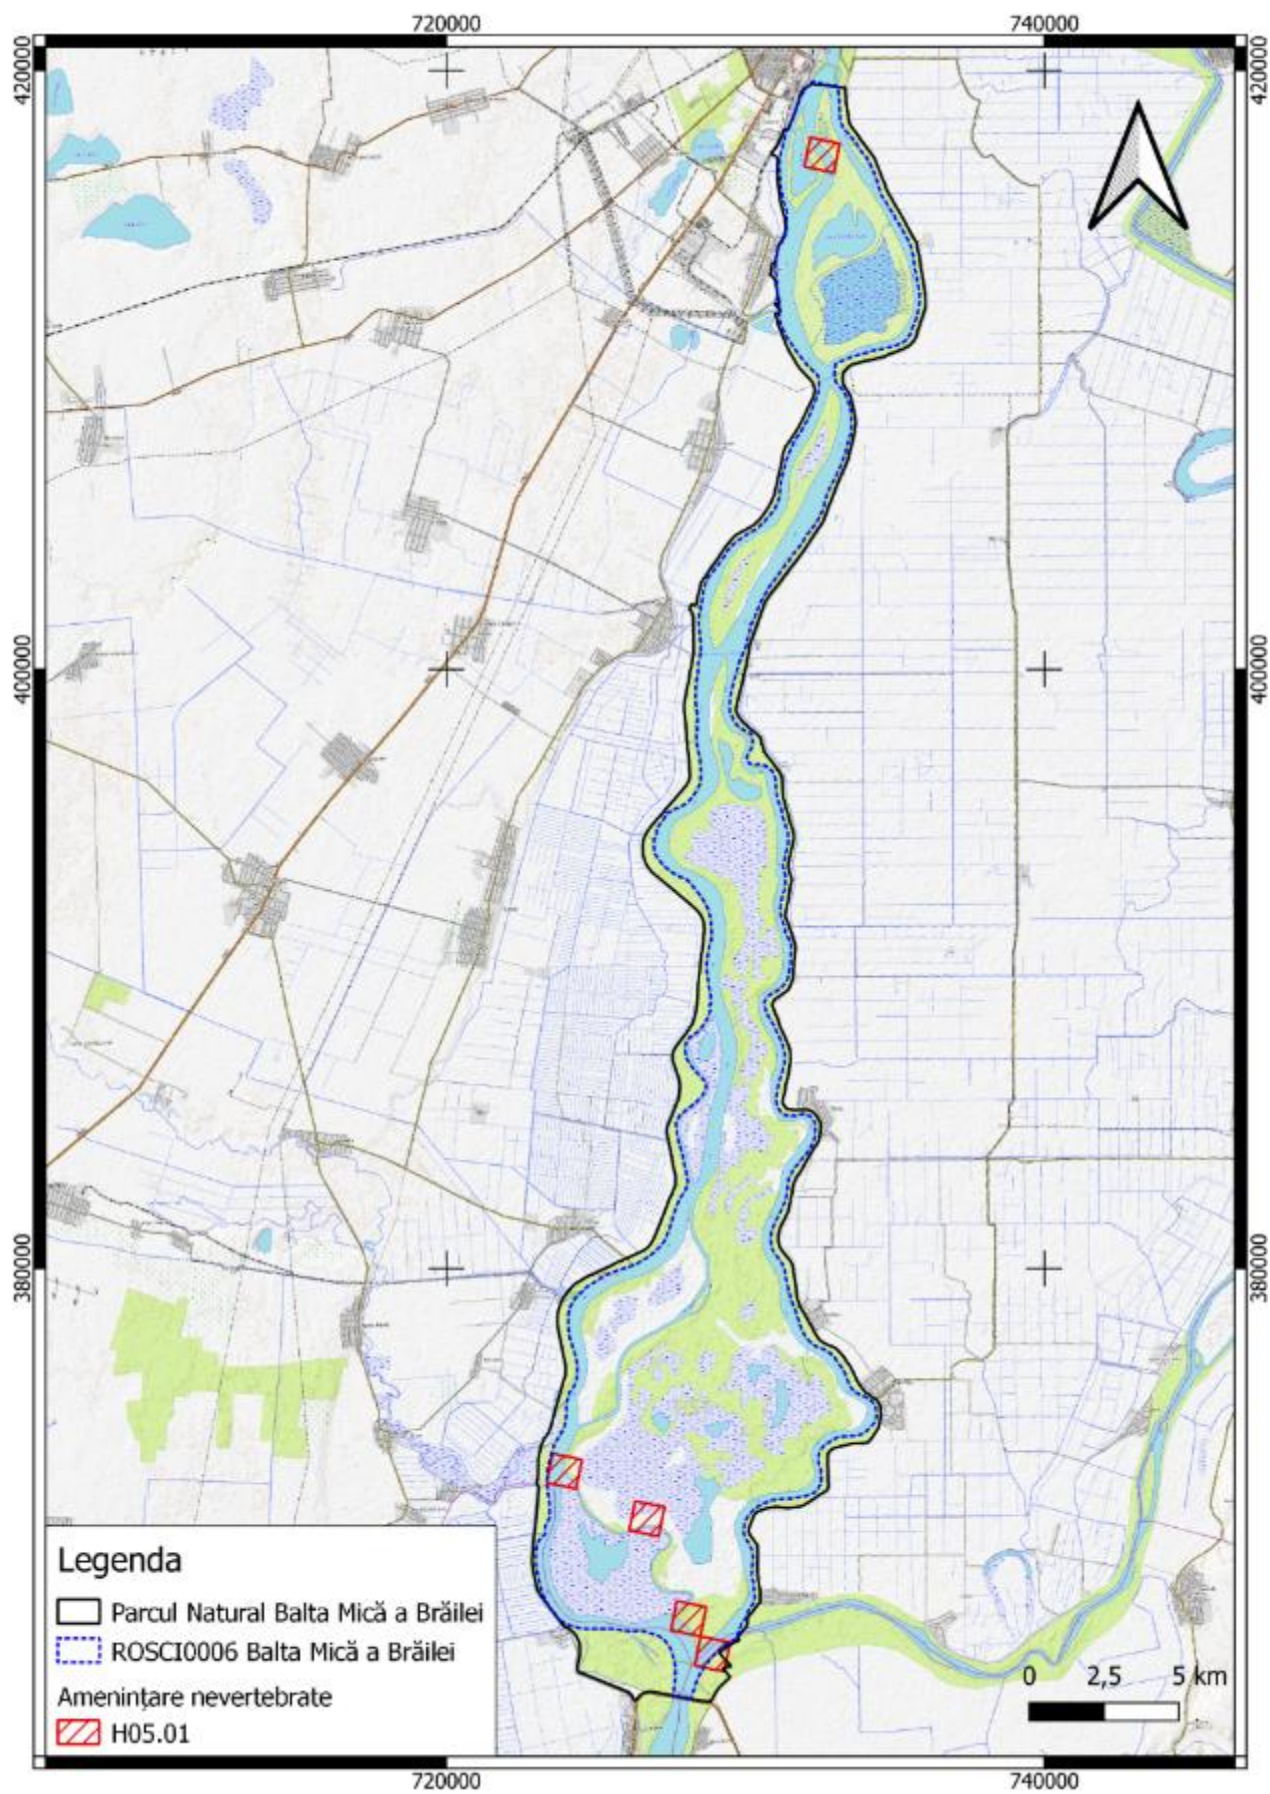 720000
740000
420000
420000
400000
400000
380000
380000
Legenda
Parcul Natural Balta Mică a Brăilei
ROSCI0006 Balta Mică a Brăilei
Amenințare nevertebrate
H05.01
0 2,5 5 km
720000
740000